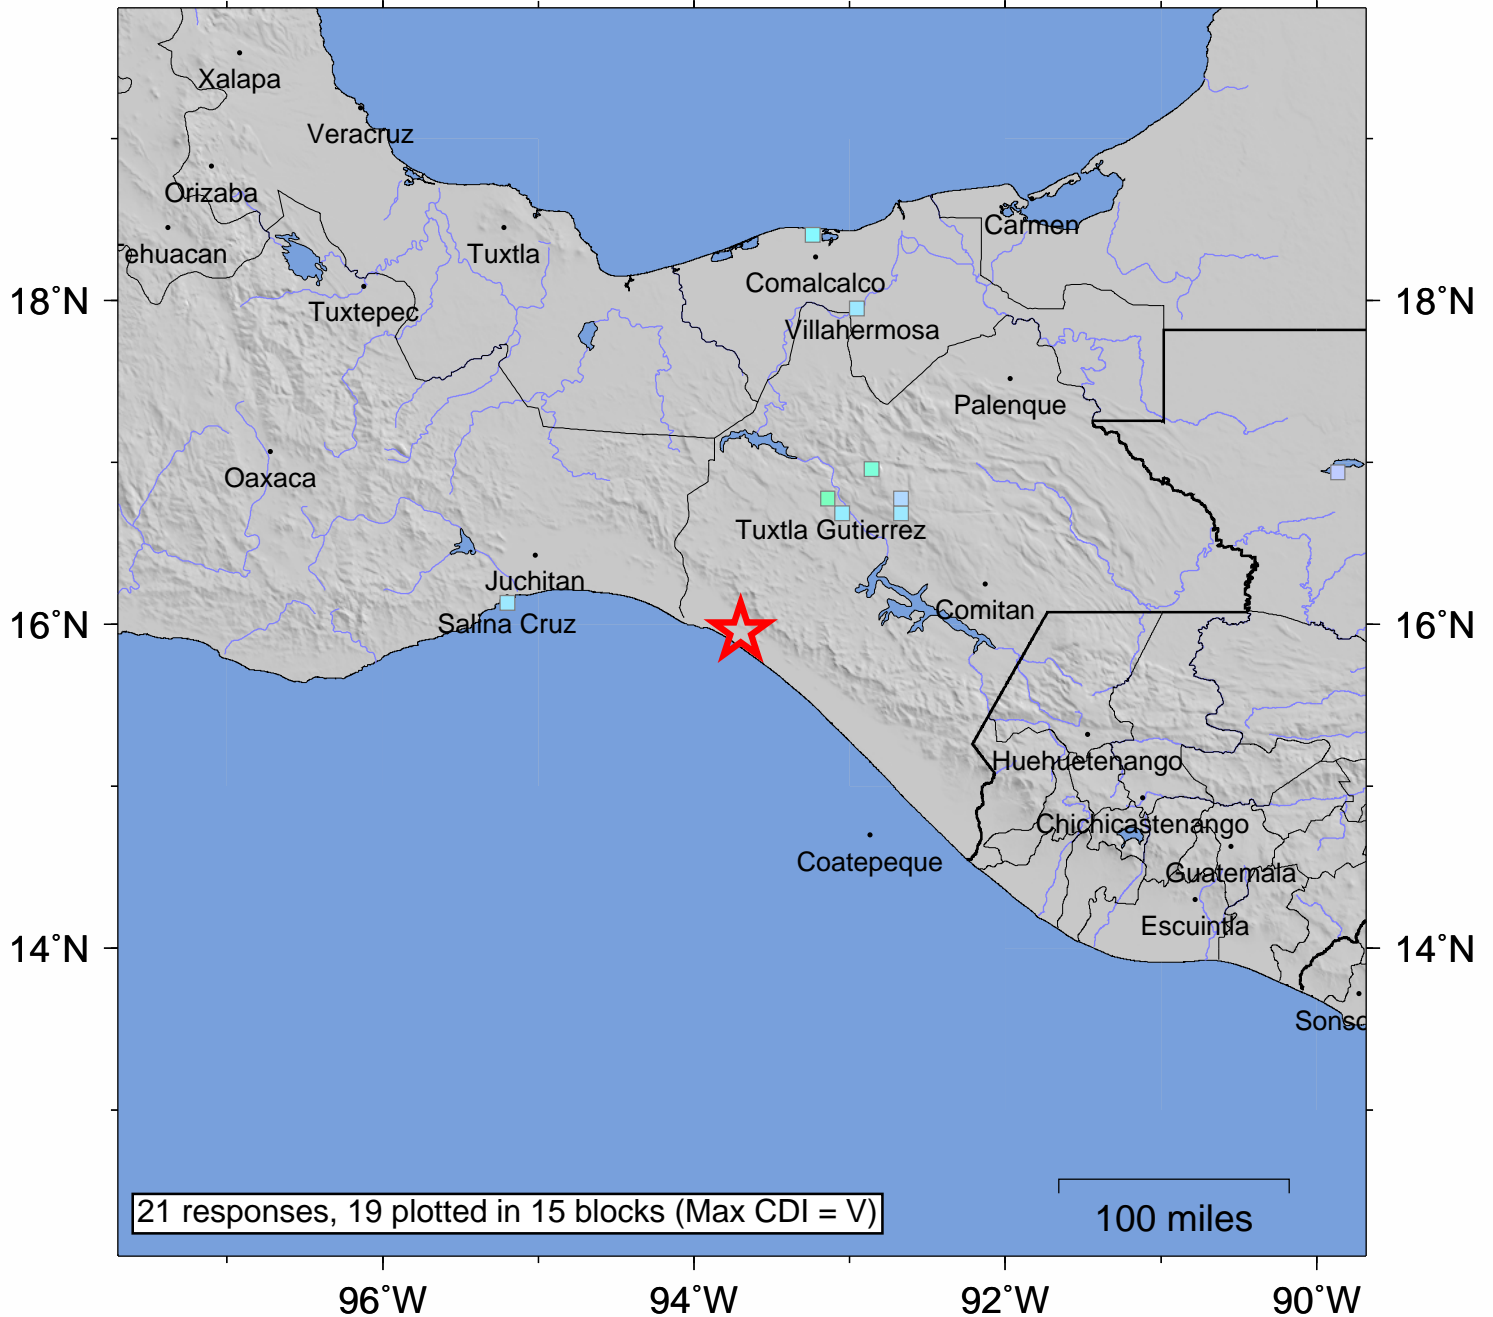 Xalapa
Veracruz
Orizaba
Carmen
ehuacan
Tuxtla
Comalcalco
18˚N
18˚N
Tuxtepec
Villahermosa
Palenque
Oaxaca
Tuxtla Gutierrez
Juchitan
Comitan
16˚N
Salina Cruz
16˚N
Huehuetenango
Chichicastenango
Coatepeque
Guatemala
Escuintla
14˚N
14˚N
Sonso
21 responses, 19 plotted in 15 blocks (Max CDI = V)
100 miles
96˚W
94˚W
92˚W
90˚W